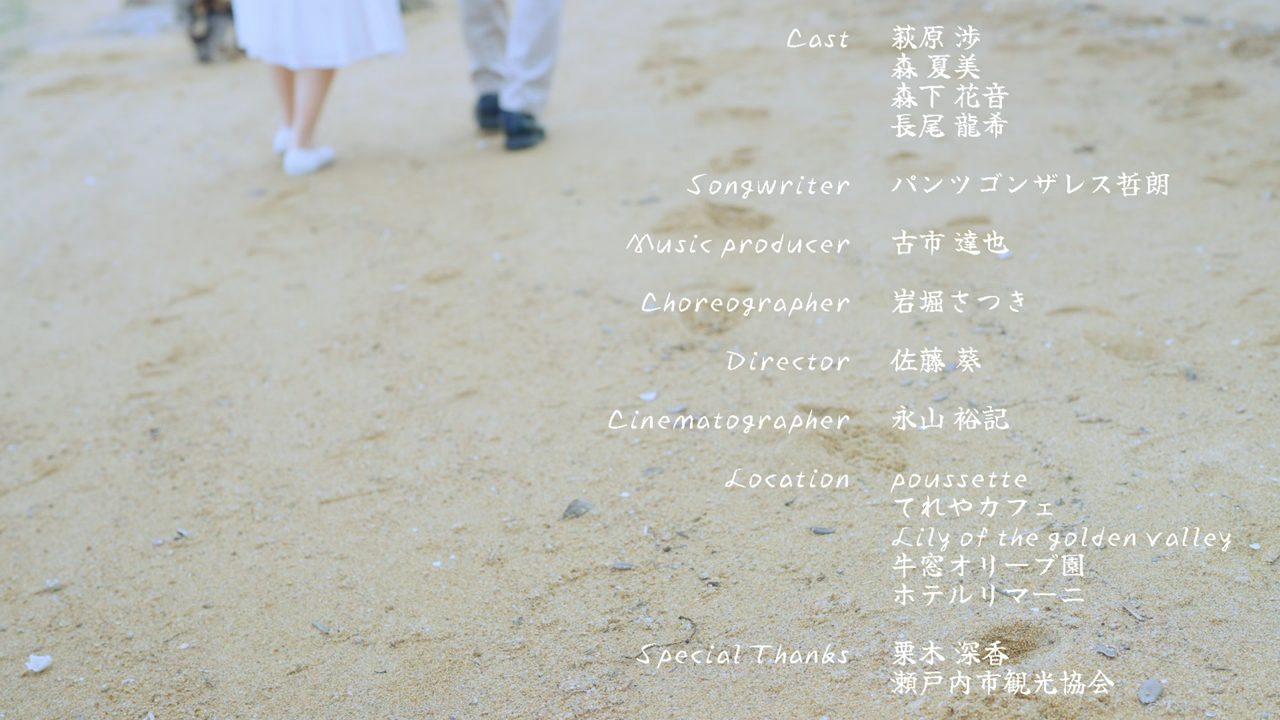 Cast 萩原 渉
森 夏美
森下 花音
長尾 龍希
Songwriter パンツゴンザレス哲朗
Music producer 古市 達也
Choreographer 岩堀さつき
Director 佐藤 葵
Cinematographer 永山 裕記
Location poussette
てれやカフェ
Lily of the golden valley
牛窓オリーブ園
ホテルリマーニ
Special Thanks 栗木 深香
瀬戸内市観光協会